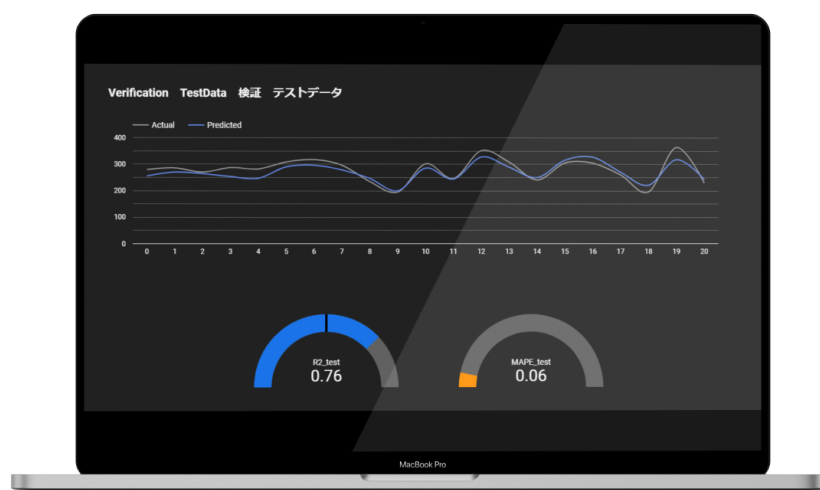 Verification TestData 検証 テストデータ
Actual Predicted
400
300
200
100
0
0 1 2 3 4 5 6 7 8 9 10 11 12 13 14 15 16 17 18 19 20
R2_test
0.76
MAPE_test
0.06
MacBook Pro